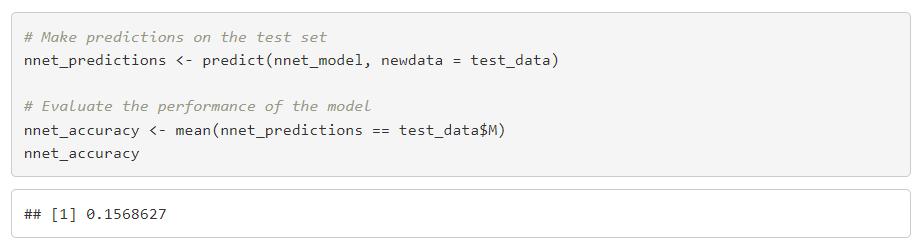 # Make predictions on the test set
nnet_predictions <- predict(nnet_model, newdata = test_data)
# Evaluate the performance of the model
nnet_accuracy <- mean(nnet_predictions == test_data$M)
nnet_accuracy
## [1] 0.1568627